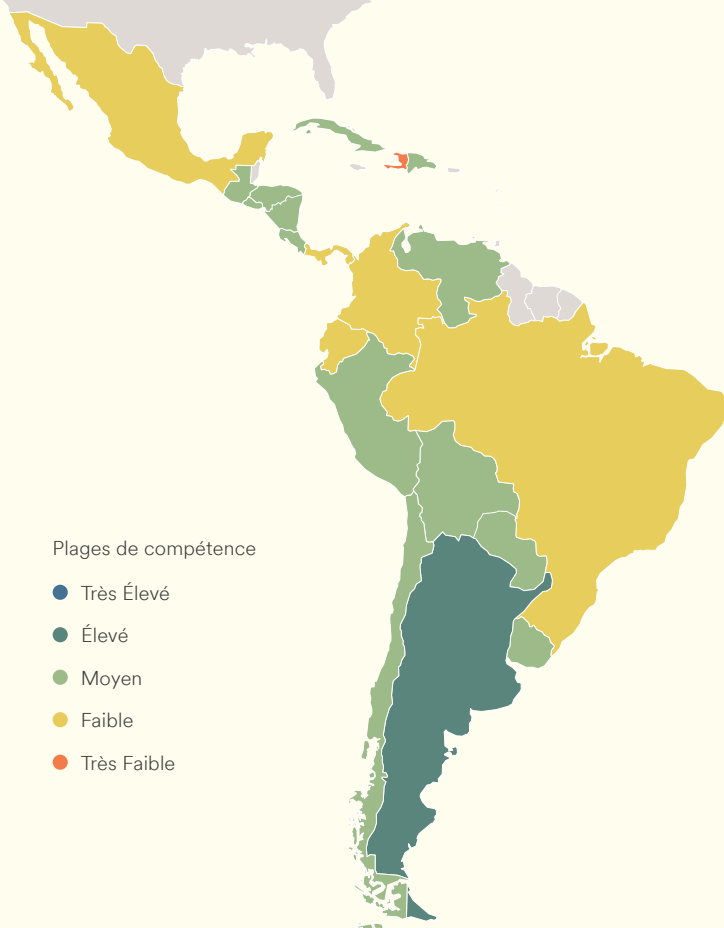 Plages de compétence
Très Élevé
Élevé
Moyen
Faible
Très Faible